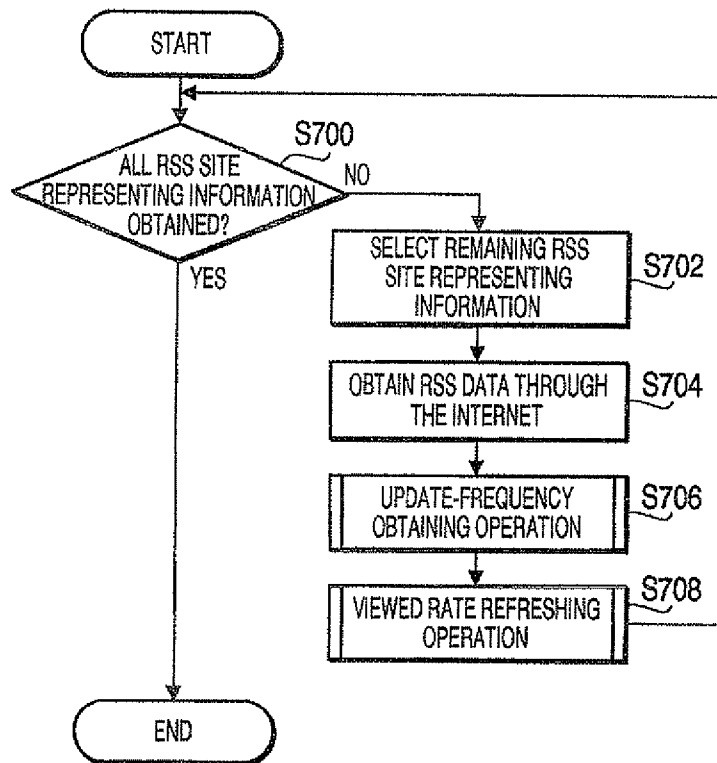 START
S700
ALL RSS SITE
REPRESENTING INFORMATION
OBTAINED?
NO
YES
SELECT REMAINING RSS
SITE REPRESENTING
INFORMATION
S702
OBTAIN RSS DATA THROUGH
THE INTERNET
S704
UPDATE-FREQUENCY
OBTAINING OPERATION
S706
VIEWED RATE REFRESHING
OPERATION
S708
END